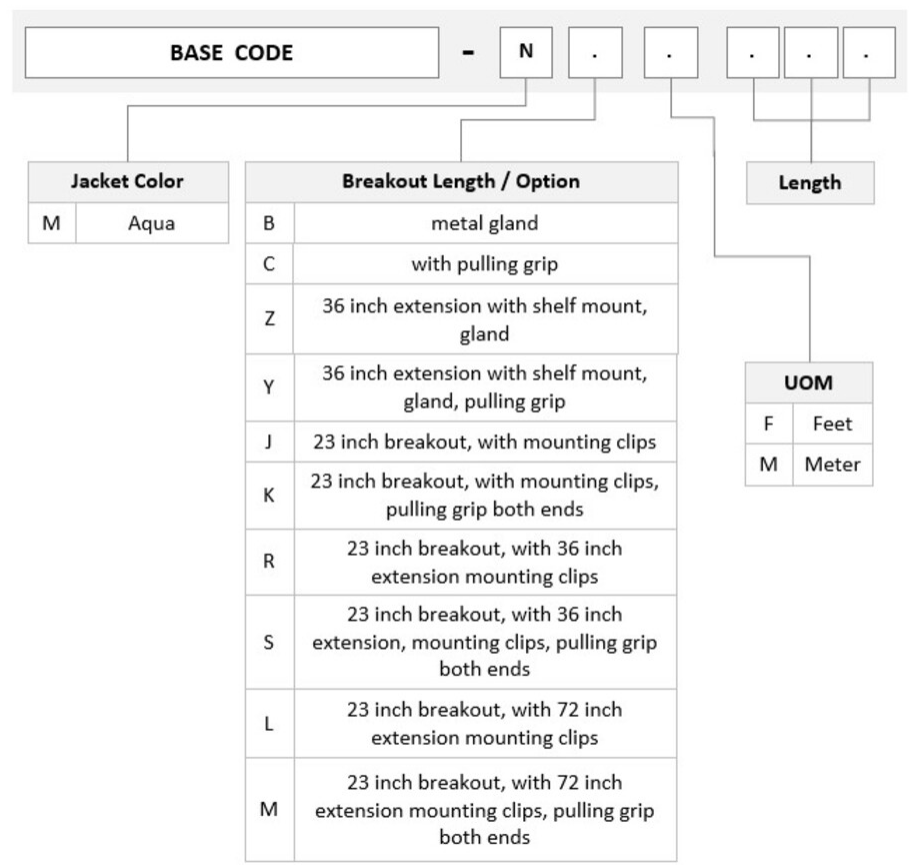 BASE CODE - N . . . . .
Jacket Color
M Aqua
Breakout Length / Option
B metal gland
C with pulling grip
Z 36 inch extension with shelf mount,
gland
Y 36 inch extension with shelf mount,
gland, pulling grip
J 23 inch breakout, with mounting clips
K 23 inch breakout, with mounting clips,
pulling grip both ends
R 23 inch breakout, with 36 inch
extension mounting clips
S 23 inch breakout, with 36 inch
extension, mounting clips, pulling grip
both ends
L 23 inch breakout, with 72 inch
extension mounting clips
M 23 inch breakout, with 72 inch
extension mounting clips, pulling grip
both ends
Length
UOM
F Feet
M Meter